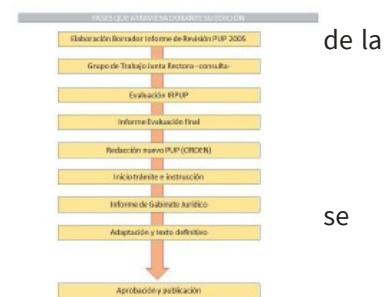 FASES QUE ATRAVIESA DURANTE SU EDICIÓN
Elaboración Borrador Informe de Revisión PUP 2005
de la
Grupo de Trabajo Junta Rectora –consulta-
Evaluación IRPUP
Informe Evaluación final
Redacción nuevo PUP (ORDEN)
Inicio trámite e instrucción
Informe de Gabinete Jurídico
se
Adaptación y texto definitivo
Aprobación y publicación